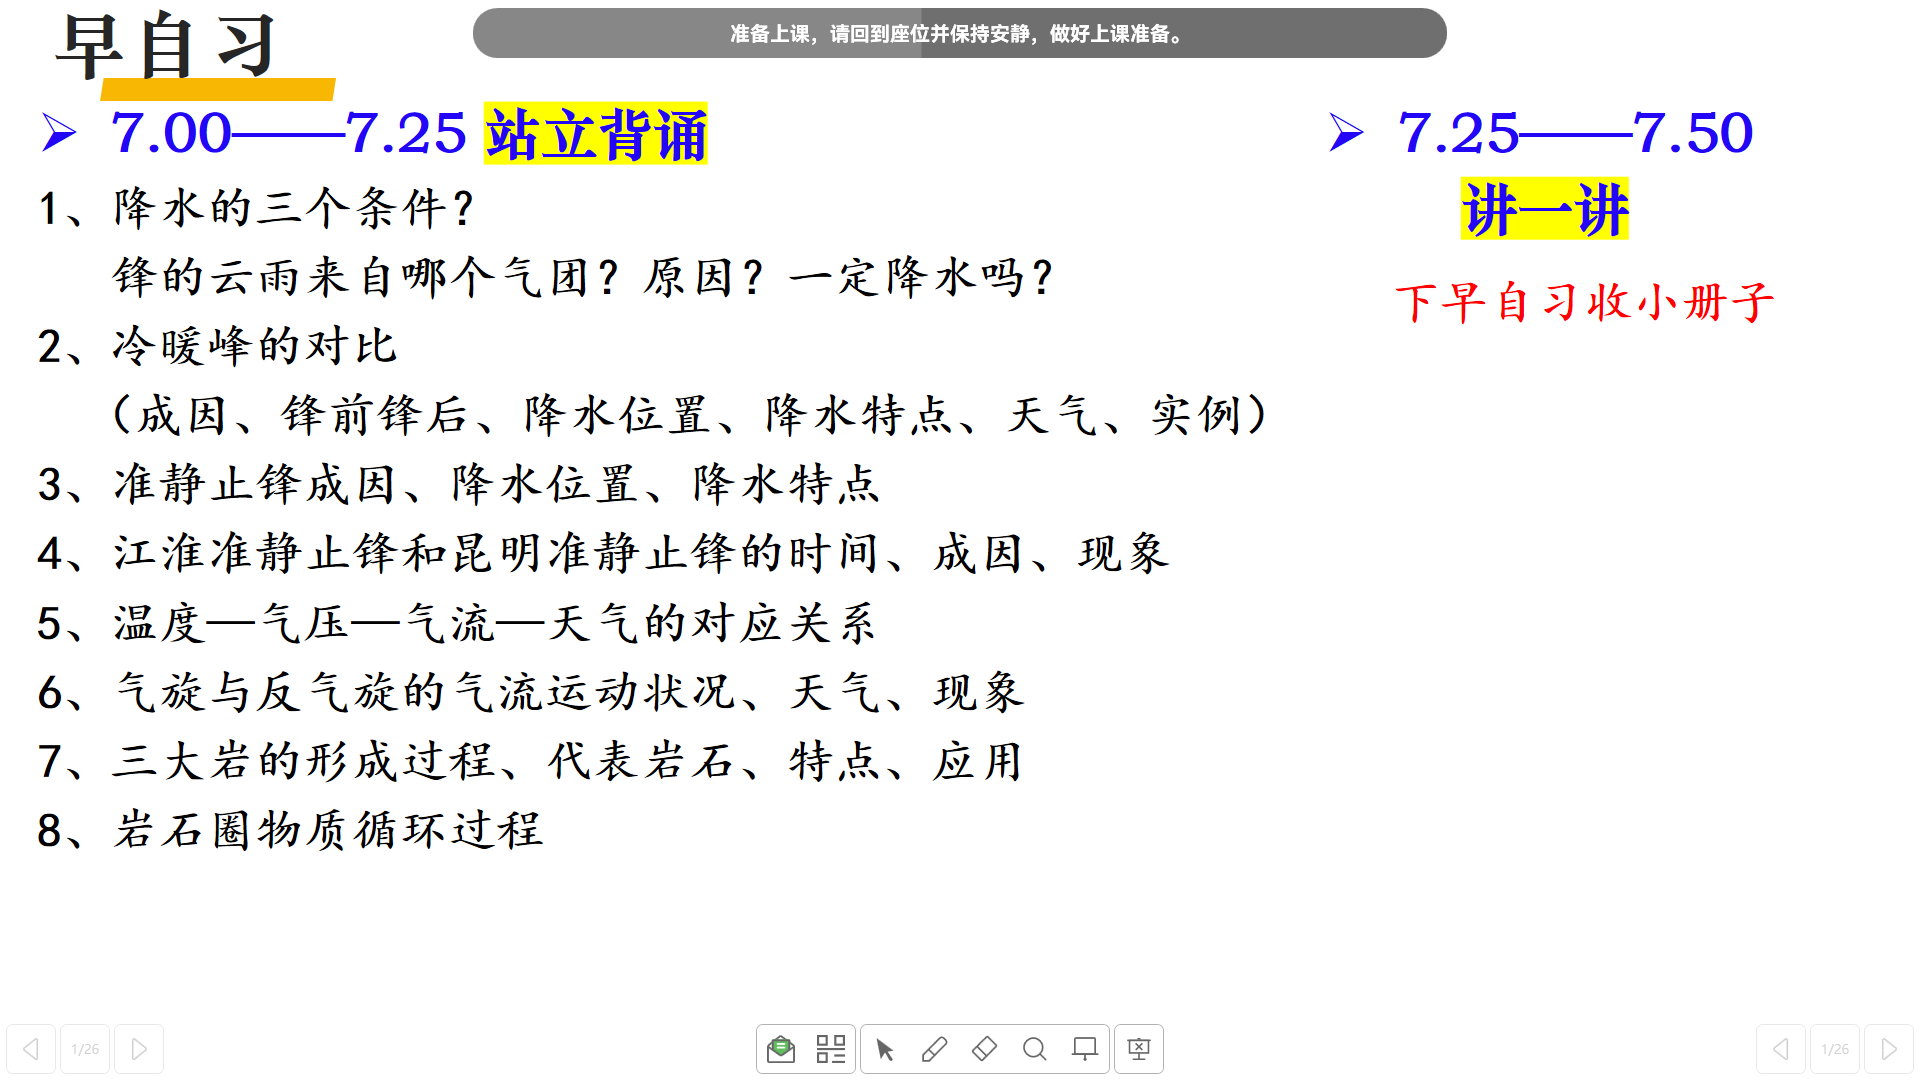 准备上课，请回到座位并保持安静，做好上课准备。
早自习
7.00——7.25 站立背诵
1、降水的三个条件？
锋的云雨来自哪个气团？原因？一定降水吗？
2、冷暖峰的对比
（成因、锋前锋后、降水位置、降水特点、天气、实例）
3、准静止锋成因、降水位置、降水特点
4、江淮准静止锋和昆明准静止锋的时间、成因、现象
5、温度—气压—气流—天气的对应关系
6、气旋与反气旋的气流运动状况、天气、现象
7、三大岩的形成过程、代表岩石、特点、应用
8、岩石圈物质循环过程
7.25——7.50
讲一讲
下早自习收小册子
1/26
1/26